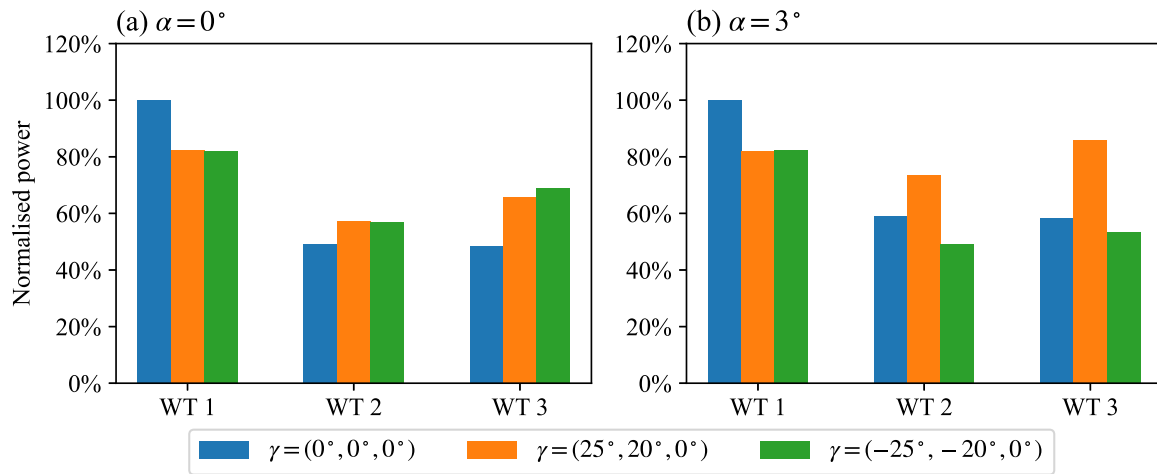 (a) α=0°
(b) α=3°
Normalised power
120%
100%
80%
60%
40%
20%
0%
WT 1 WT 2 WT 3
120%
100%
80%
60%
40%
20%
0%
WT 1 WT 2 WT 3
γ=(0°,0°,0°) γ=(25°,20°,0°) γ=(−25°,−20°,0°)